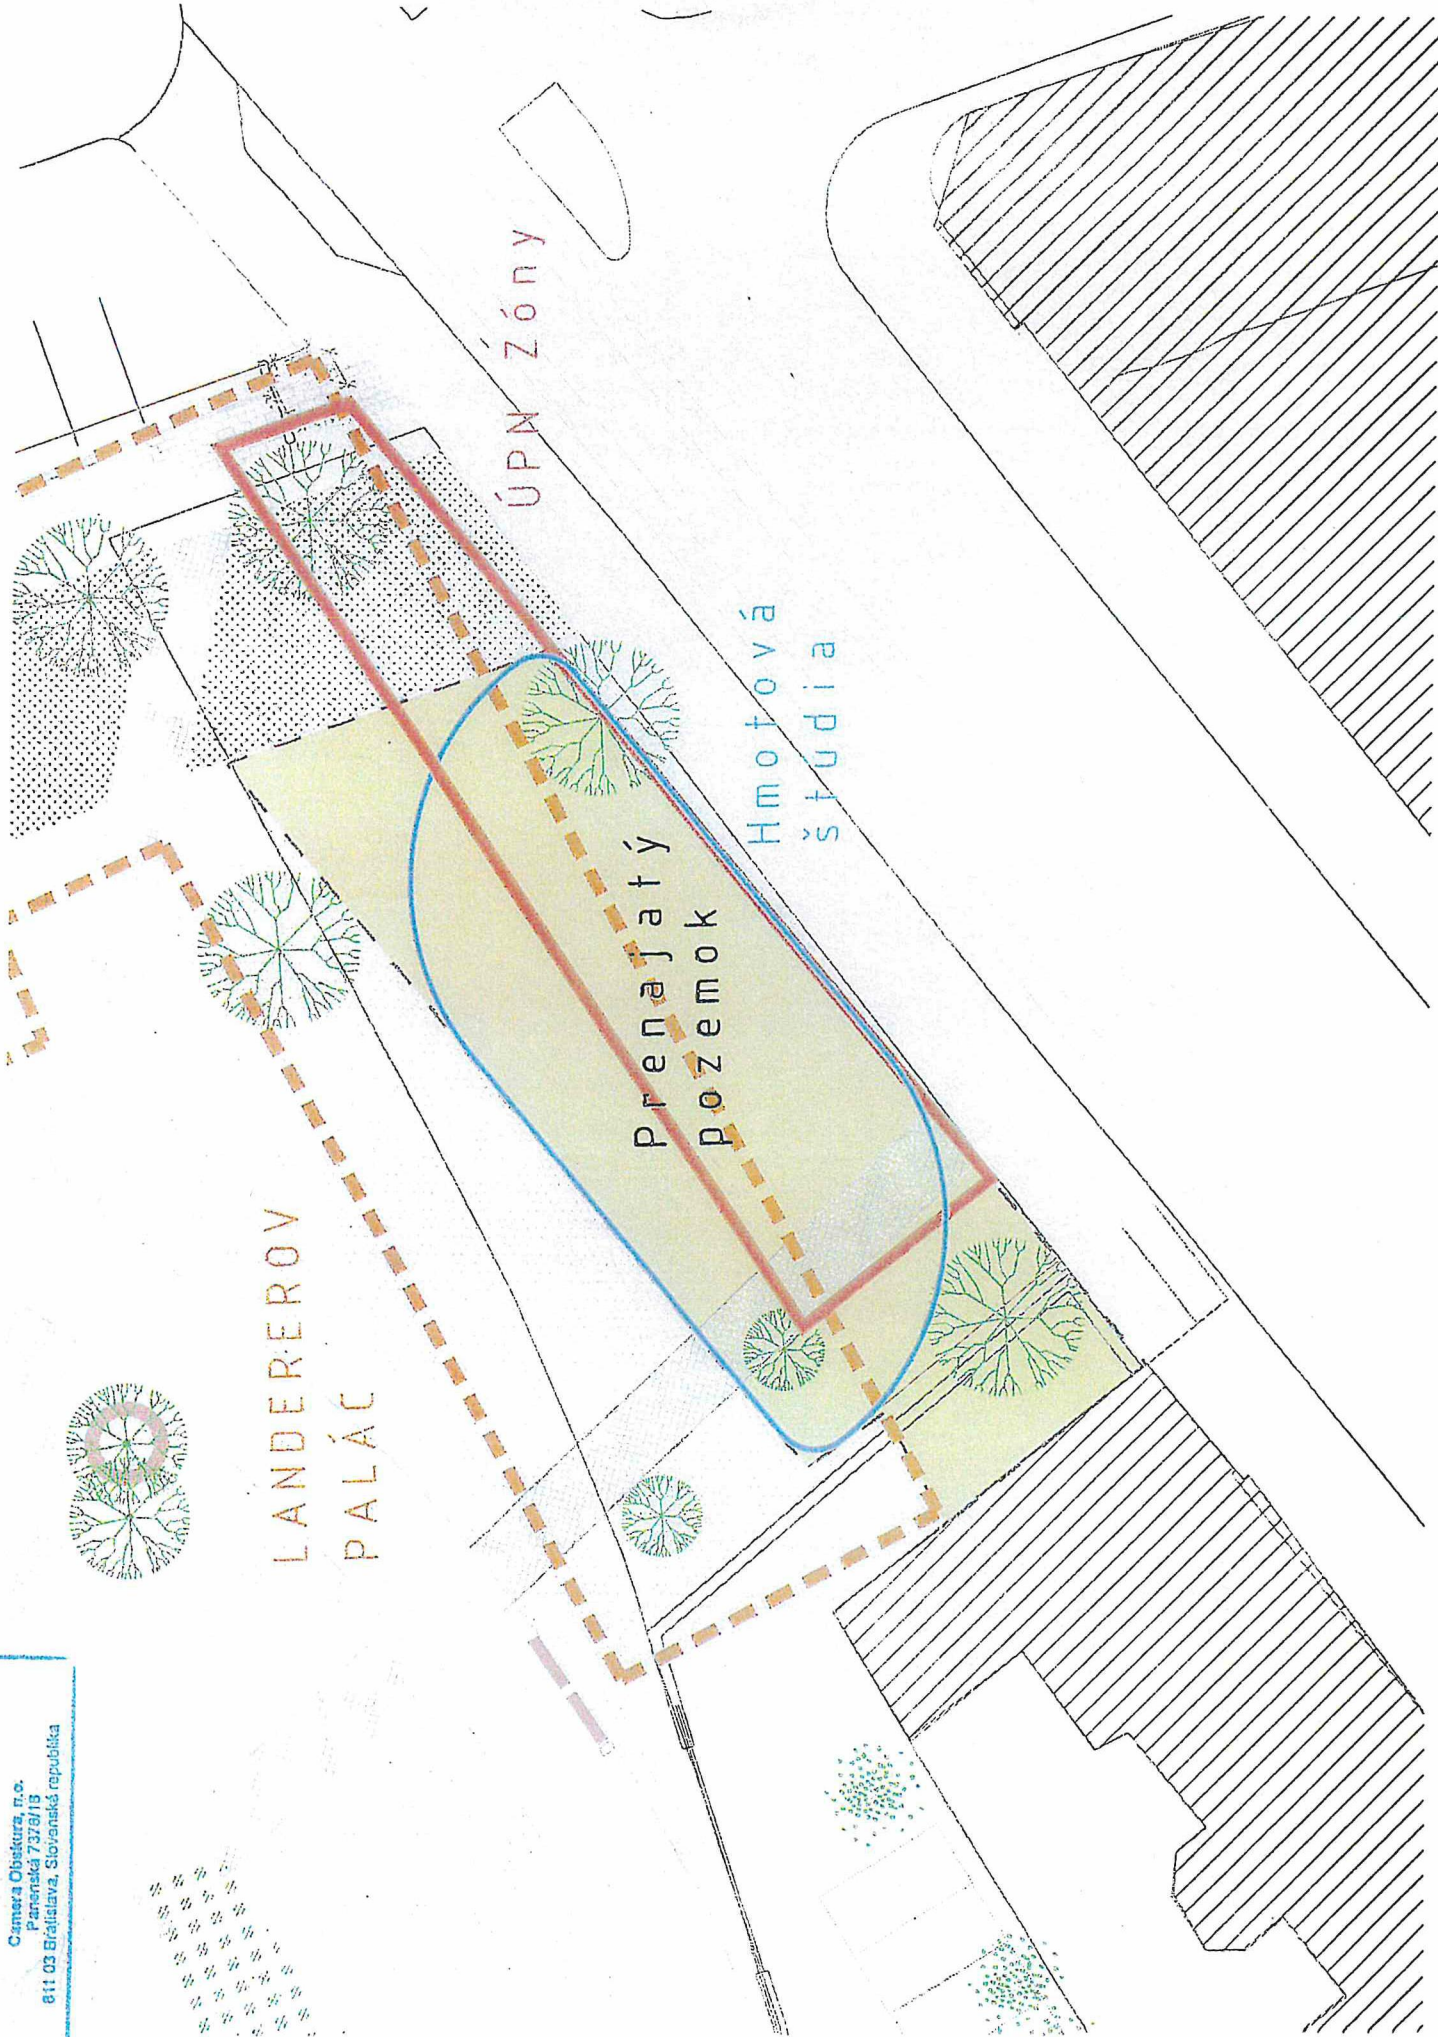 Camera Obskura, n.o.
Panenská 7378/18
811 03 Bratislava, Slovenská republika
LANDEREROV
PALÁC
Prenajatý
pozemok
Hmotová
štúdia
ÚPN Zóny